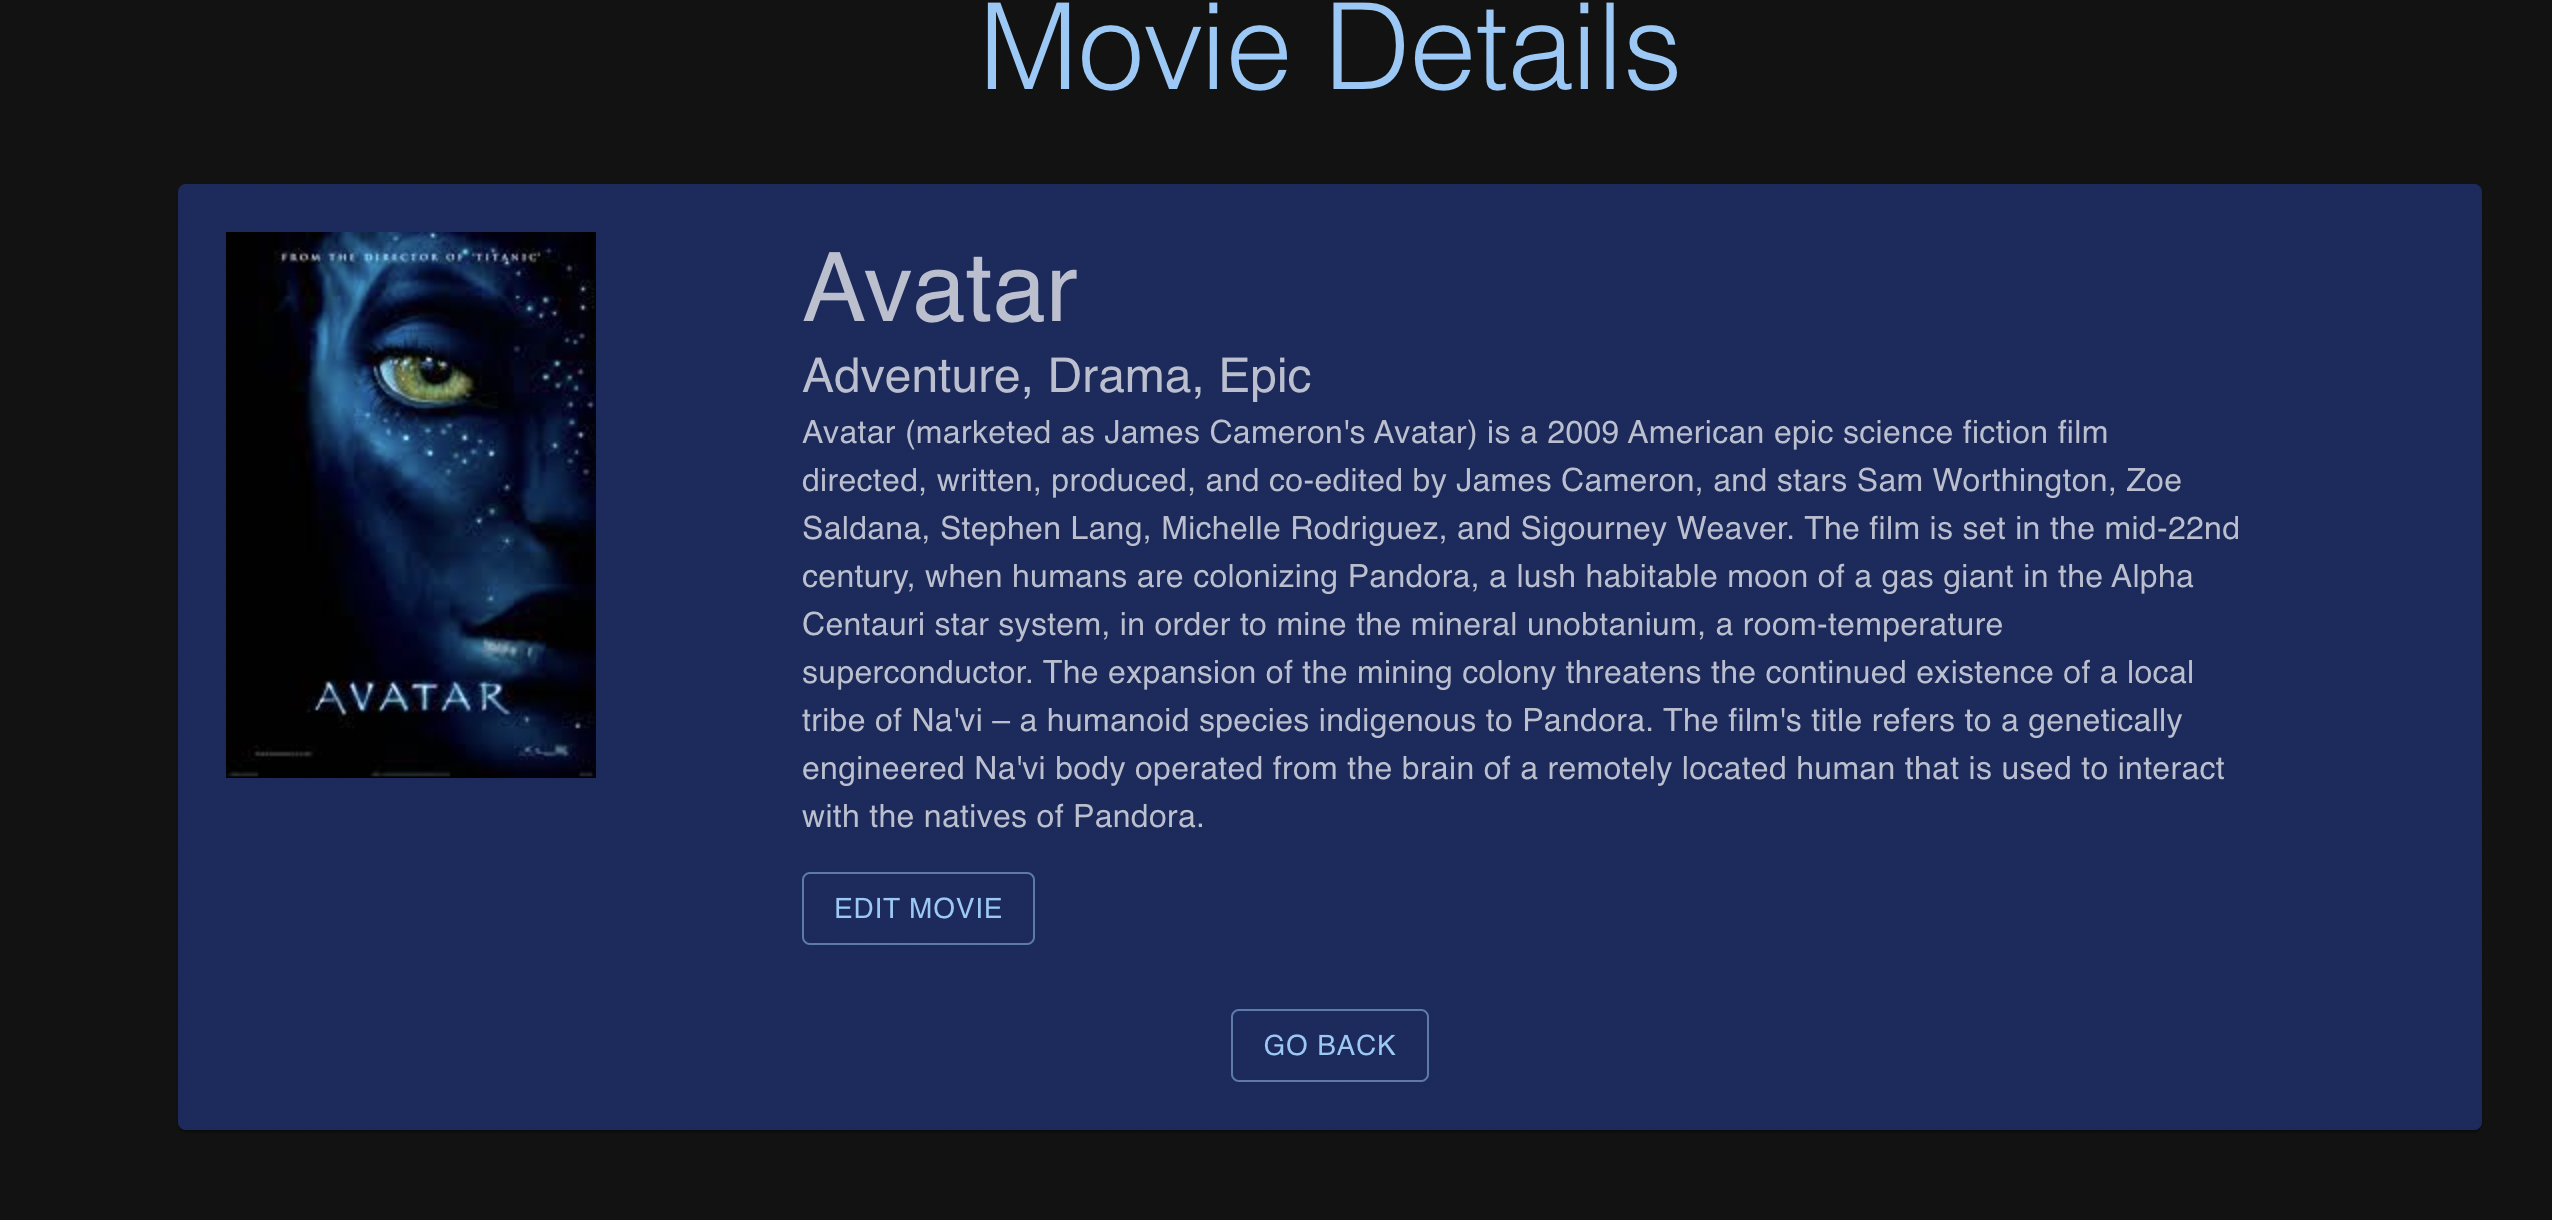 Movie Details
FROM THE DIRECTOR OF 'TITANIC'
AVATAR
Avatar
Adventure, Drama, Epic
Avatar (marketed as James Cameron's Avatar) is a 2009 American epic science fiction film
directed, written, produced, and co-edited by James Cameron, and stars Sam Worthington, Zoe
Saldana, Stephen Lang, Michelle Rodriguez, and Sigourney Weaver. The film is set in the mid-22nd
century, when humans are colonizing Pandora, a lush habitable moon of a gas giant in the Alpha
Centauri star system, in order to mine the mineral unobtanium, a room-temperature
superconductor. The expansion of the mining colony threatens the continued existence of a local
tribe of Na'vi – a humanoid species indigenous to Pandora. The film's title refers to a genetically
engineered Na'vi body operated from the brain of a remotely located human that is used to interact
with the natives of Pandora.
EDIT MOVIE
GO BACK